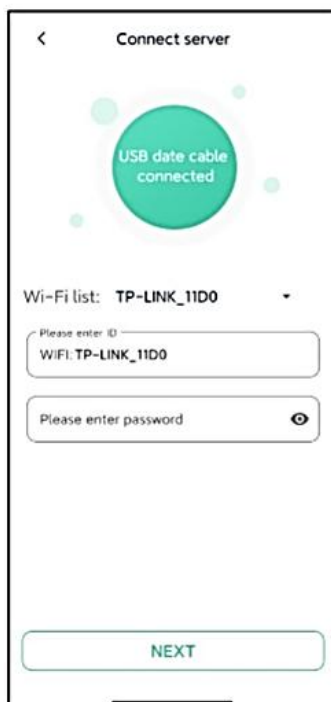 Connect server
USB date cable
connected
Wi-Fi list: TP-LINK_11D0
Please enter ID
WIFI: TP-LINK_11D0
Please enter password
NEXT